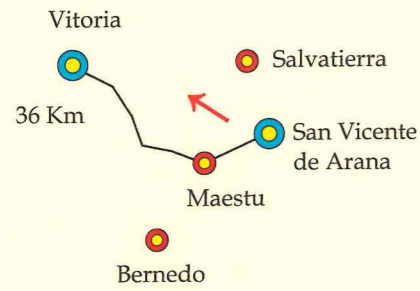 Vitoria
Salvatierra
36 Km
San Vicente
de Arana
Maestu
Bernedo